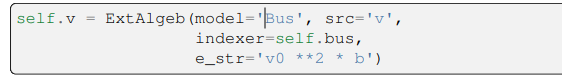 self.v = ExtAlgeb(model='Bus', src='v',
indexer=self.bus,
e_str='v0 **2 * b')